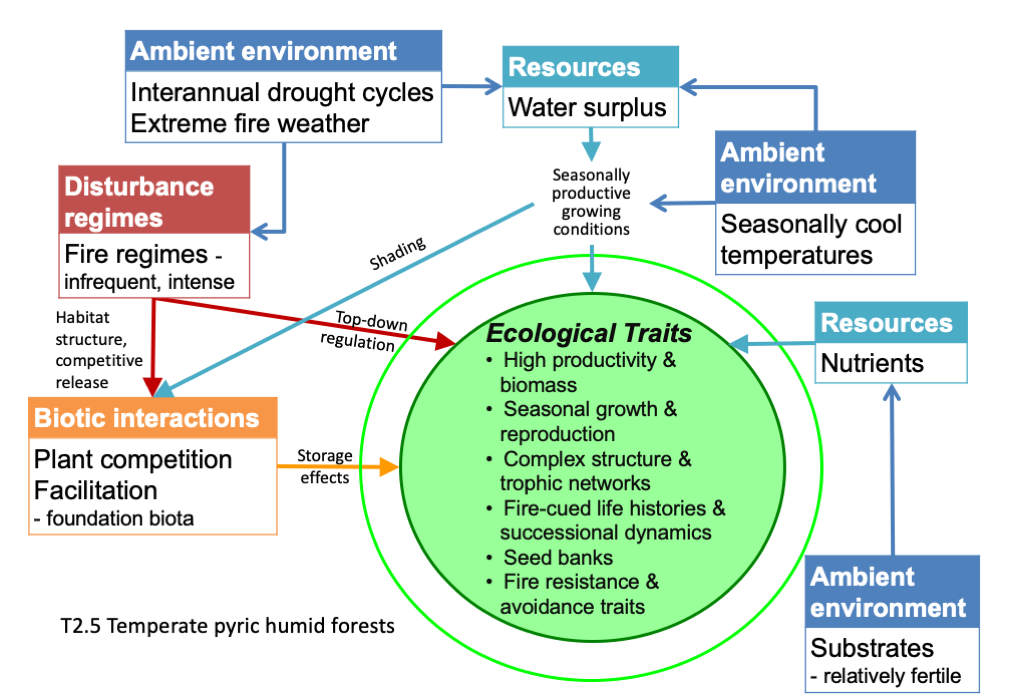 Ambient environment
Interannual drought cycles
Extreme fire weather
Resources
Water surplus
Ambient
environment
Seasonally cool
temperatures
Seasonally
productive
growing
conditions
Disturbance
regimes
Fire regimes -
infrequent, intense
Shading
Habitat
structure,
competitive
release
Top-down
regulation
Resources
Nutrients
Biotic interactions
Plant competition
Facilitation
- foundation biota
Storage
effects
Ecological Traits
• High productivity &
biomass
• Seasonal growth &
reproduction
• Complex structure &
trophic networks
• Fire-cued life histories &
successional dynamics
• Seed banks
• Fire resistance &
avoidance traits
Ambient
environment
Substrates
- relatively fertile
T2.5 Temperate pyric humid forests